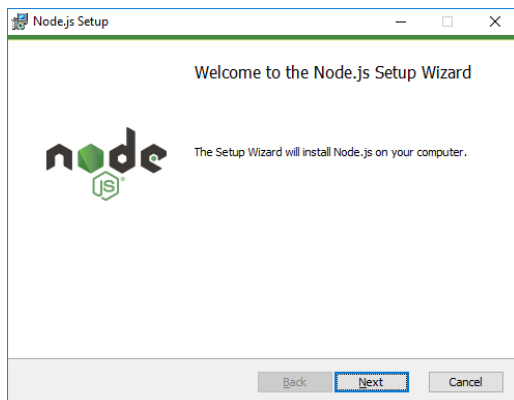 Node.js Setup
Welcome to the Node.js Setup Wizard
node
JS
The Setup Wizard will install Node.js on your computer.
Back Next Cancel